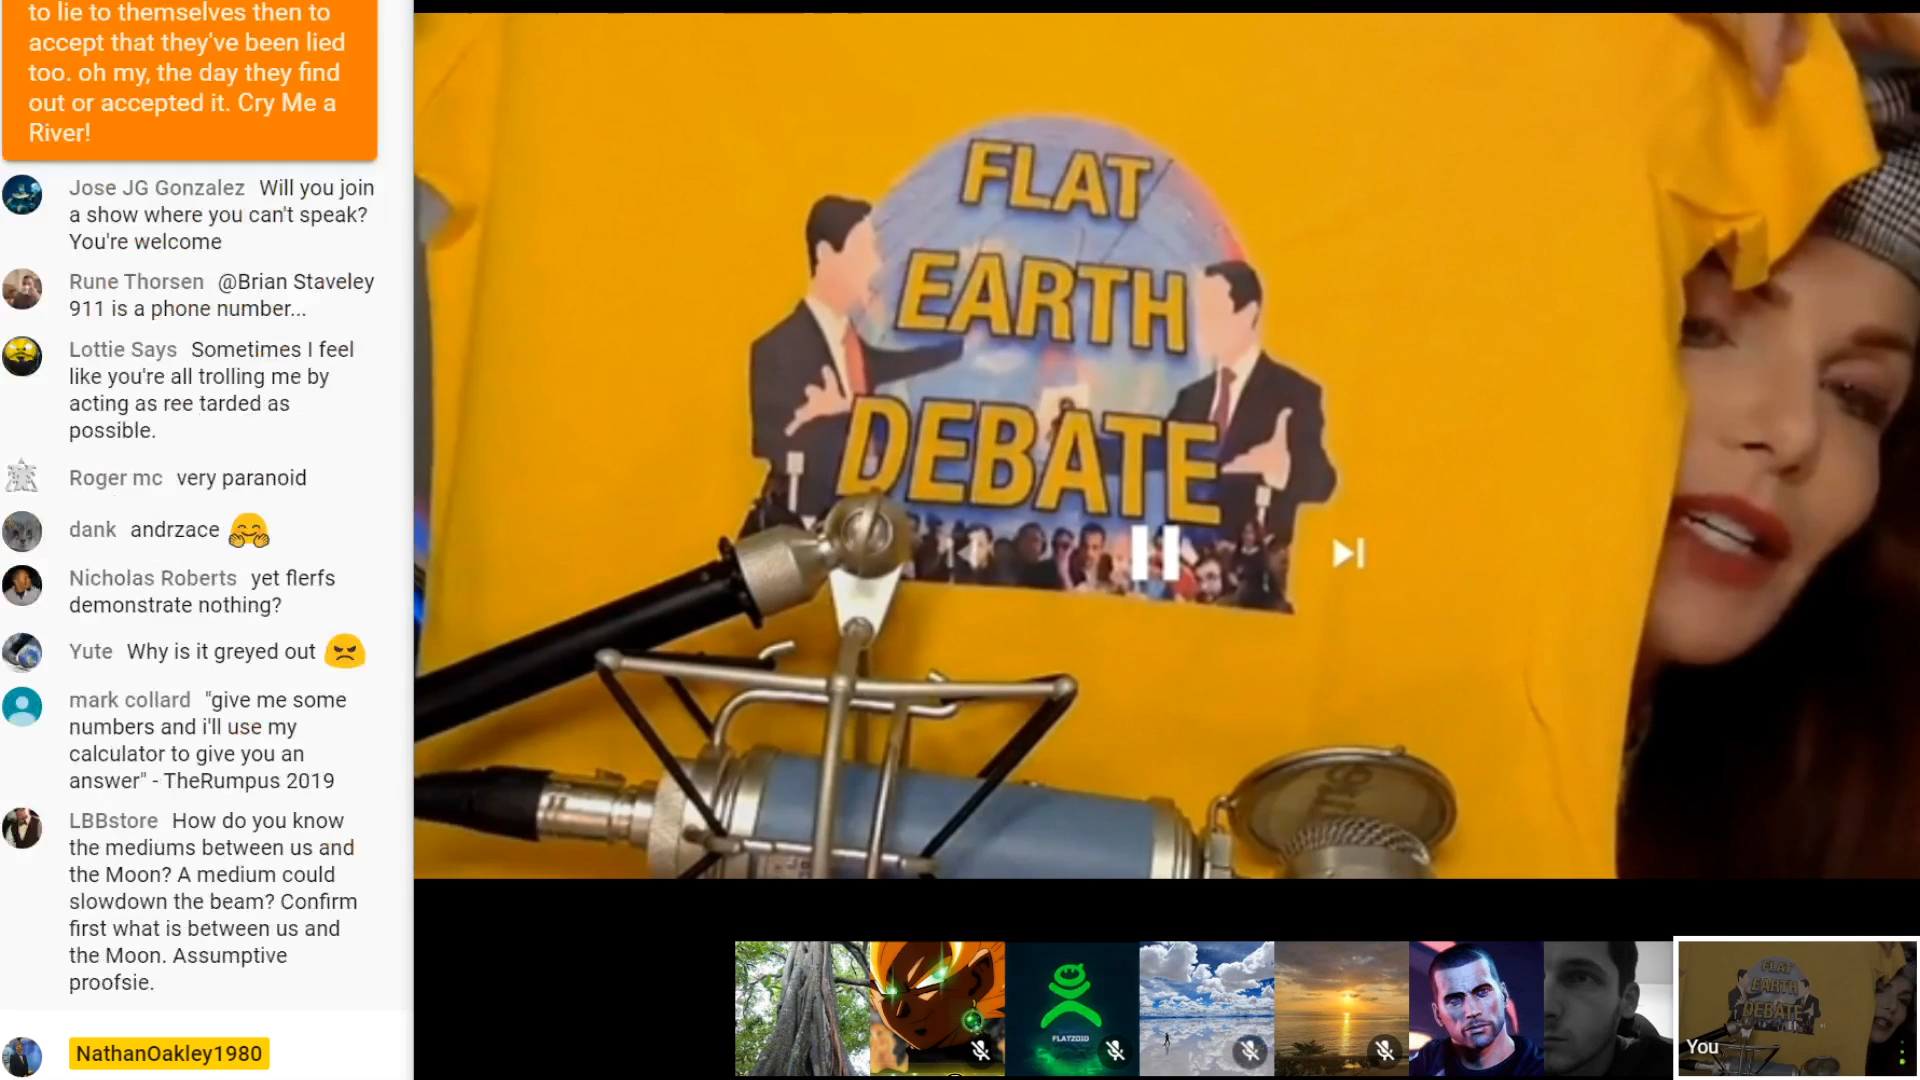 to lie to themselves then to
accept that they've been lied
too. oh my, the day they find
out or accepted it. Cry Me a
River!
Jose JG Gonzalez Will you join
a show where you can't speak?
You're welcome
Rune Thorsen @Brian Staveley
911 is a phone number...
Lottie Says Sometimes I feel
like you're all trolling me by
acting as ree tarded as
possible.
Roger mc very paranoid
dank andrzace
Nicholas Roberts yet flerfs
demonstrate nothing?
Yute Why is it greyed out
mark collard "give me some
numbers and i'll use my
calculator to give you an
answer" - TheRumpus 2019
LBBstore How do you know
the mediums between us and
the Moon? A medium could
slowdown the beam? Confirm
first what is between us and
the Moon. Assumptive
proofsie.
NathanOakley1980
FLAT
EARTH
DEBATE
FLATZOID
FLAT
EARTH
DEBATE
You